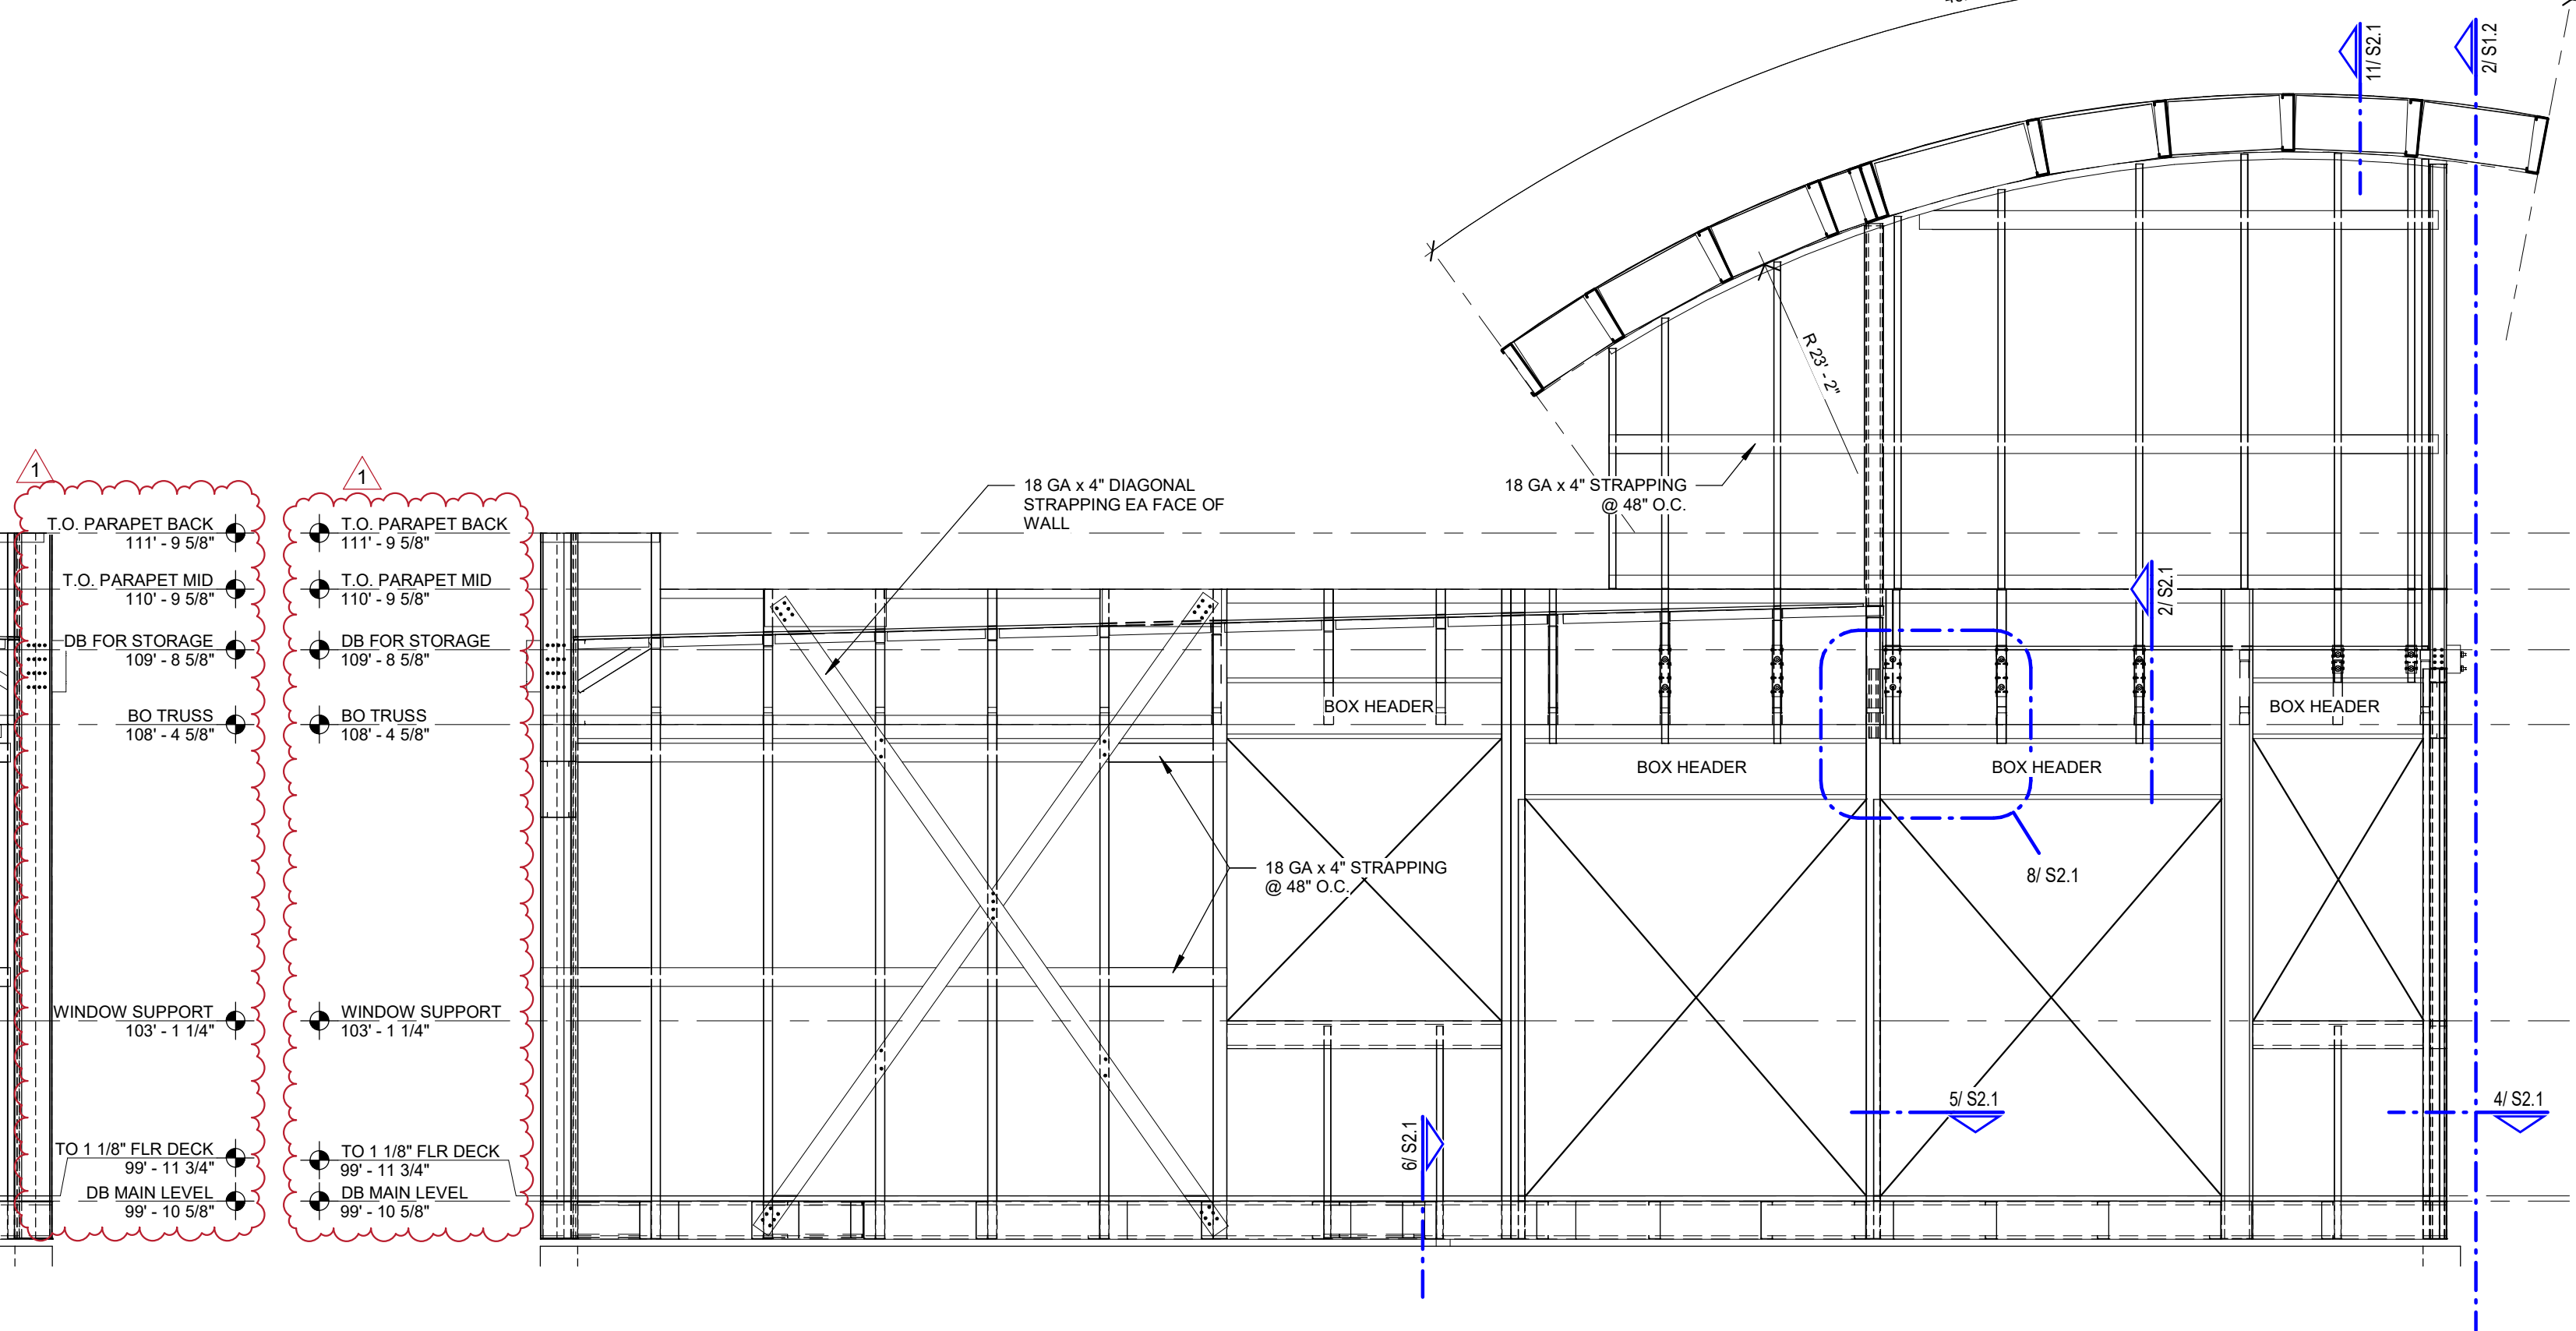 11/ S2.1
2/ S1.2
R 23' - 2"
1
1
18 GA x 4" DIAGONAL
STRAPPING EA FACE OF
WALL
18 GA x 4" STRAPPING
@ 48" O.C.
T.O. PARAPET BACK
111' - 9 5/8"
T.O. PARAPET MID
110' - 9 5/8"
DB FOR STORAGE
109' - 8 5/8"
BO TRUSS
108' - 4 5/8"
WINDOW SUPPORT
103' - 1 1/4"
TO 1 1/8" FLR DECK
99' - 11 3/4"
DB MAIN LEVEL
99' - 10 5/8"
T.O. PARAPET BACK
111' - 9 5/8"
T.O. PARAPET MID
110' - 9 5/8"
DB FOR STORAGE
109' - 8 5/8"
BO TRUSS
108' - 4 5/8"
WINDOW SUPPORT
103' - 1 1/4"
TO 1 1/8" FLR DECK
99' - 11 3/4"
DB MAIN LEVEL
99' - 10 5/8"
2/ S2.1
BOX HEADER
BOX HEADER
BOX HEADER
BOX HEADER
18 GA x 4" STRAPPING
@ 48" O.C.
8/ S2.1
6/ S2.1
5/ S2.1
4/ S2.1